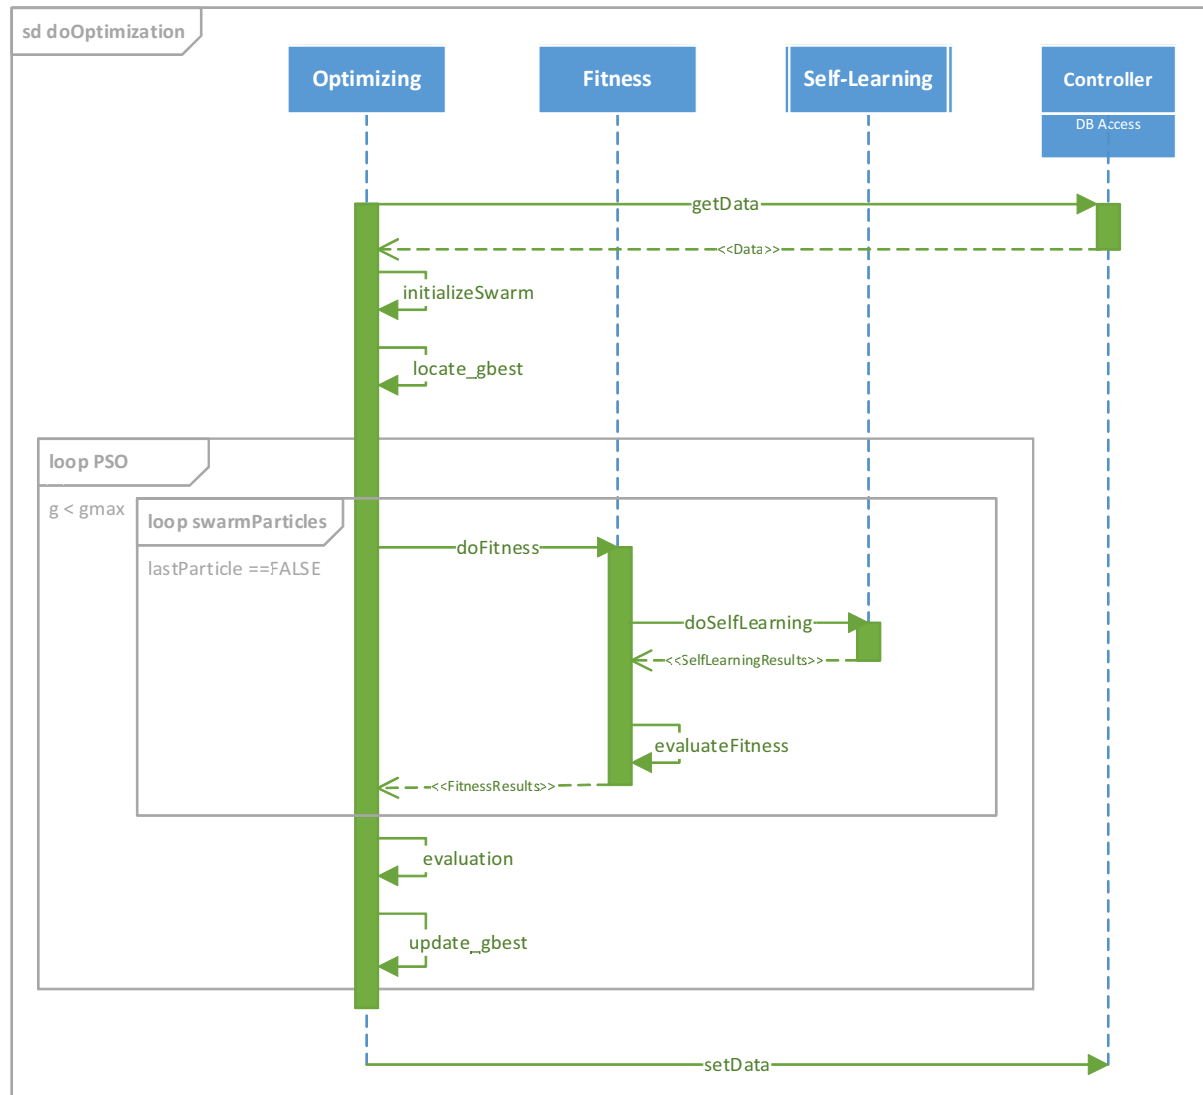 sd doOptimization
Optimizing
Fitness
Self-Learning
Controller
DB Access
getData
<<Data>>
initializeSwarm
locate_gbest
loop PSO
g < gmax
loop swarmParticles
lastParticle ==FALSE
doFitness
doSelfLearning
<<SelfLearningResults>>
evaluateFitness
<<FitnessResults>>
evaluation
update_gbest
setData